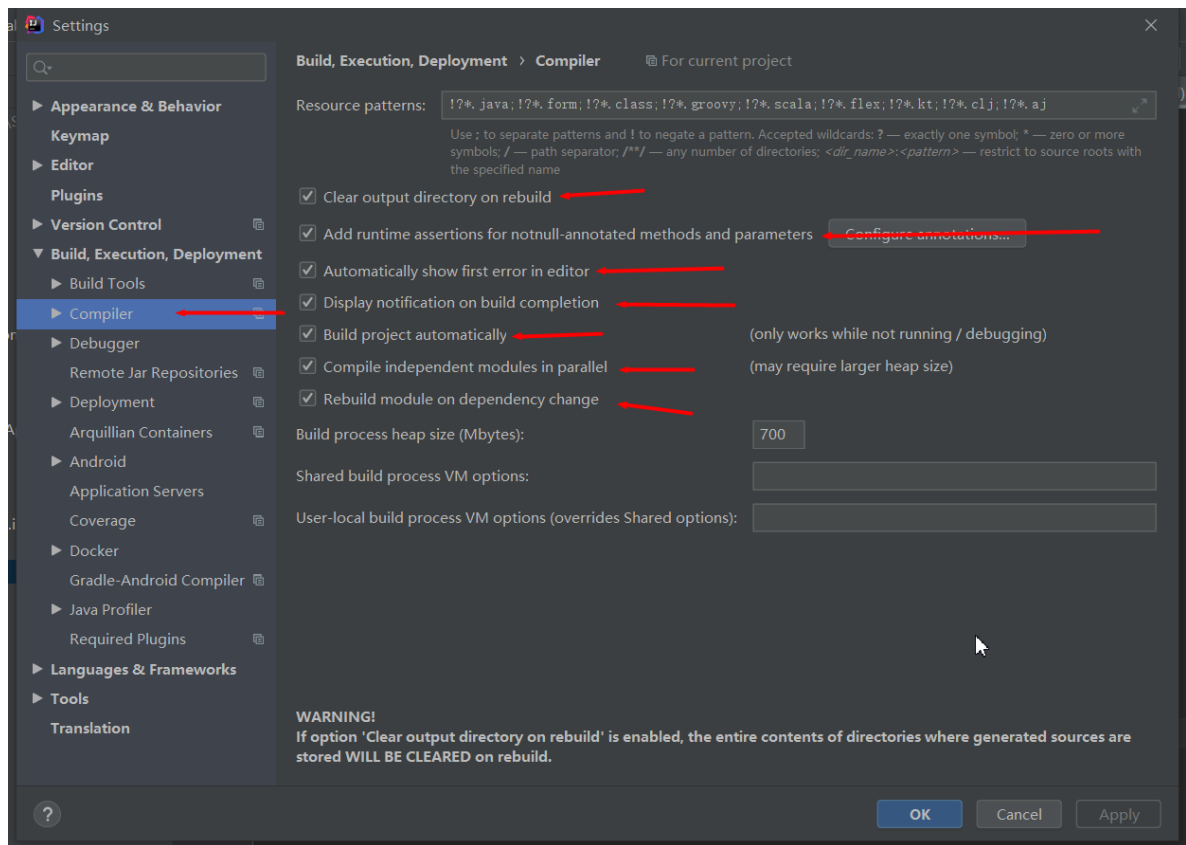 Settings
Build, Execution, Deployment › Compiler
For current project
Appearance & Behavior
Keymap
Editor
Plugins
Version Control
Build, Execution, Deployment
Build Tools
Compiler
Debugger
Remote Jar Repositories
Deployment
Arquillian Containers
Android
Application Servers
Coverage
Docker
Gradle-Android Compiler
Java Profiler
Required Plugins
Languages & Frameworks
Tools
Translation
Resource patterns: !?*.java;!?*.form;!?*.class;!?*.groovy;!?*.scala;!?*.flex;!?*.kt;!?*.clj;!?*.aj
Use ; to separate patterns and ! to negate a pattern. Accepted wildcards: ? — exactly one symbol; * — zero or more
symbols; / — path separator; /**/ — any number of directories; <dir_name>:<pattern> — restrict to source roots with
the specified name
Clear output directory on rebuild
Add runtime assertions for notnull-annotated methods and parameters Configure annotations...
Automatically show first error in editor
Display notification on build completion
Build project automatically (only works while not running / debugging)
Compile independent modules in parallel (may require larger heap size)
Rebuild module on dependency change
Build process heap size (Mbytes): 700
Shared build process VM options:
User-local build process VM options (overrides Shared options):
WARNING!
If option 'Clear output directory on rebuild' is enabled, the entire contents of directories where generated sources are
stored WILL BE CLEARED on rebuild.
?
OK
Cancel
Apply